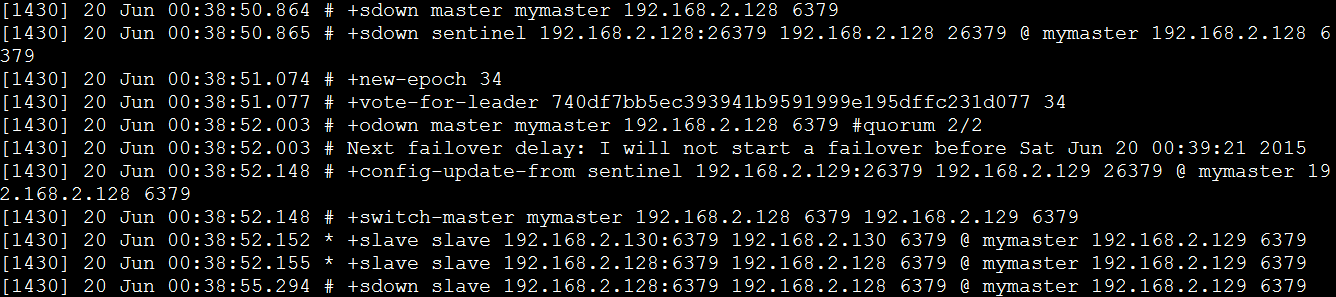 [1430] 20 Jun 00:38:50.864 # +sdown master mymaster 192.168.2.128 6379
[1430] 20 Jun 00:38:50.865 # +sdown sentinel 192.168.2.128:26379 192.168.2.128 26379 @ mymaster 192.168.2.128 6
379
[1430] 20 Jun 00:38:51.074 # +new-epoch 34
[1430] 20 Jun 00:38:51.077 # +vote-for-leader 740df7bb5ec393941b9591999e195dffc231d077 34
[1430] 20 Jun 00:38:52.003 # +odown master mymaster 192.168.2.128 6379 #quorum 2/2
[1430] 20 Jun 00:38:52.003 # Next failover delay: I will not start a failover before Sat Jun 20 00:39:21 2015
[1430] 20 Jun 00:38:52.148 # +config-update-from sentinel 192.168.2.129:26379 192.168.2.129 26379 @ mymaster 19
2.168.2.128 6379
[1430] 20 Jun 00:38:52.148 # +switch-master mymaster 192.168.2.128 6379 192.168.2.129 6379
[1430] 20 Jun 00:38:52.152 * +slave slave 192.168.2.130:6379 192.168.2.130 6379 @ mymaster 192.168.2.129 6379
[1430] 20 Jun 00:38:52.155 * +slave slave 192.168.2.128:6379 192.168.2.128 6379 @ mymaster 192.168.2.129 6379
[1430] 20 Jun 00:38:55.294 # +sdown slave 192.168.2.128:6379 192.168.2.128 6379 @ mymaster 192.168.2.129 6379